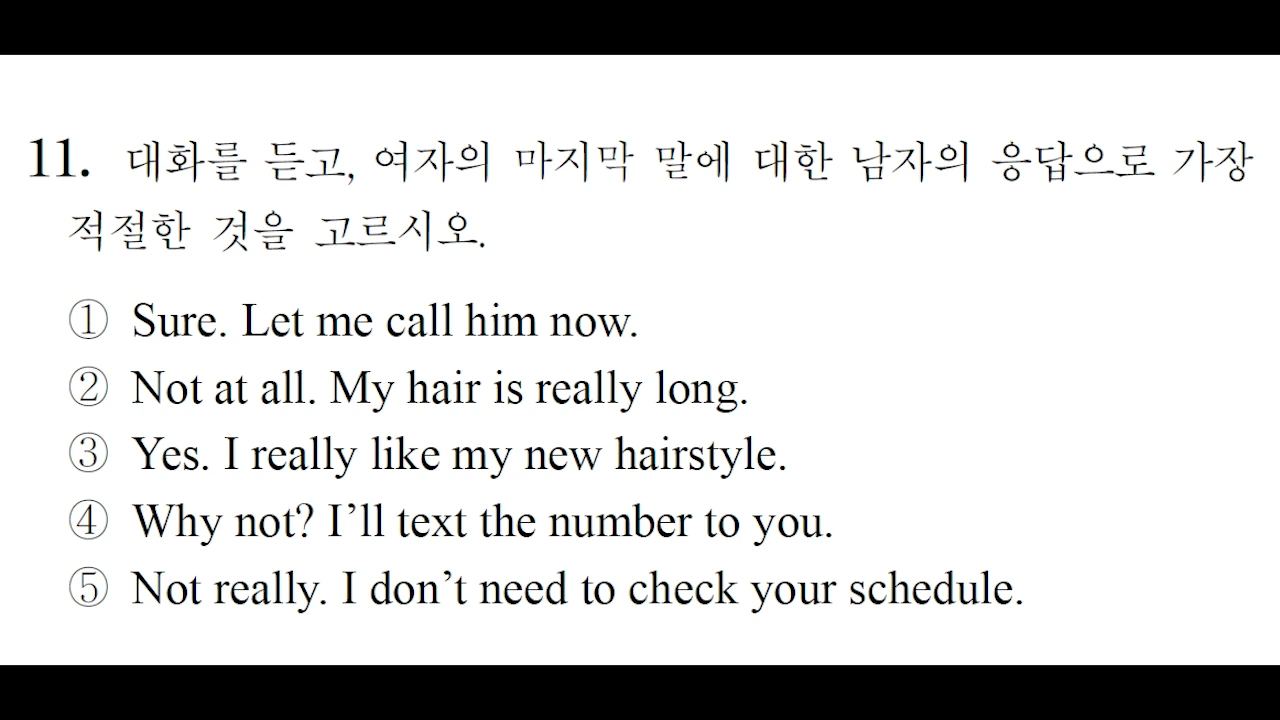 11. 대화를 듣고, 여자의 마지막 말에 대한 남자의 응답으로 가장
적절한 것을 고르시오.
① Sure. Let me call him now.
② Not at all. My hair is really long.
③ Yes. I really like my new hairstyle.
④ Why not? I’ll text the number to you.
⑤ Not really. I don’t need to check your schedule.